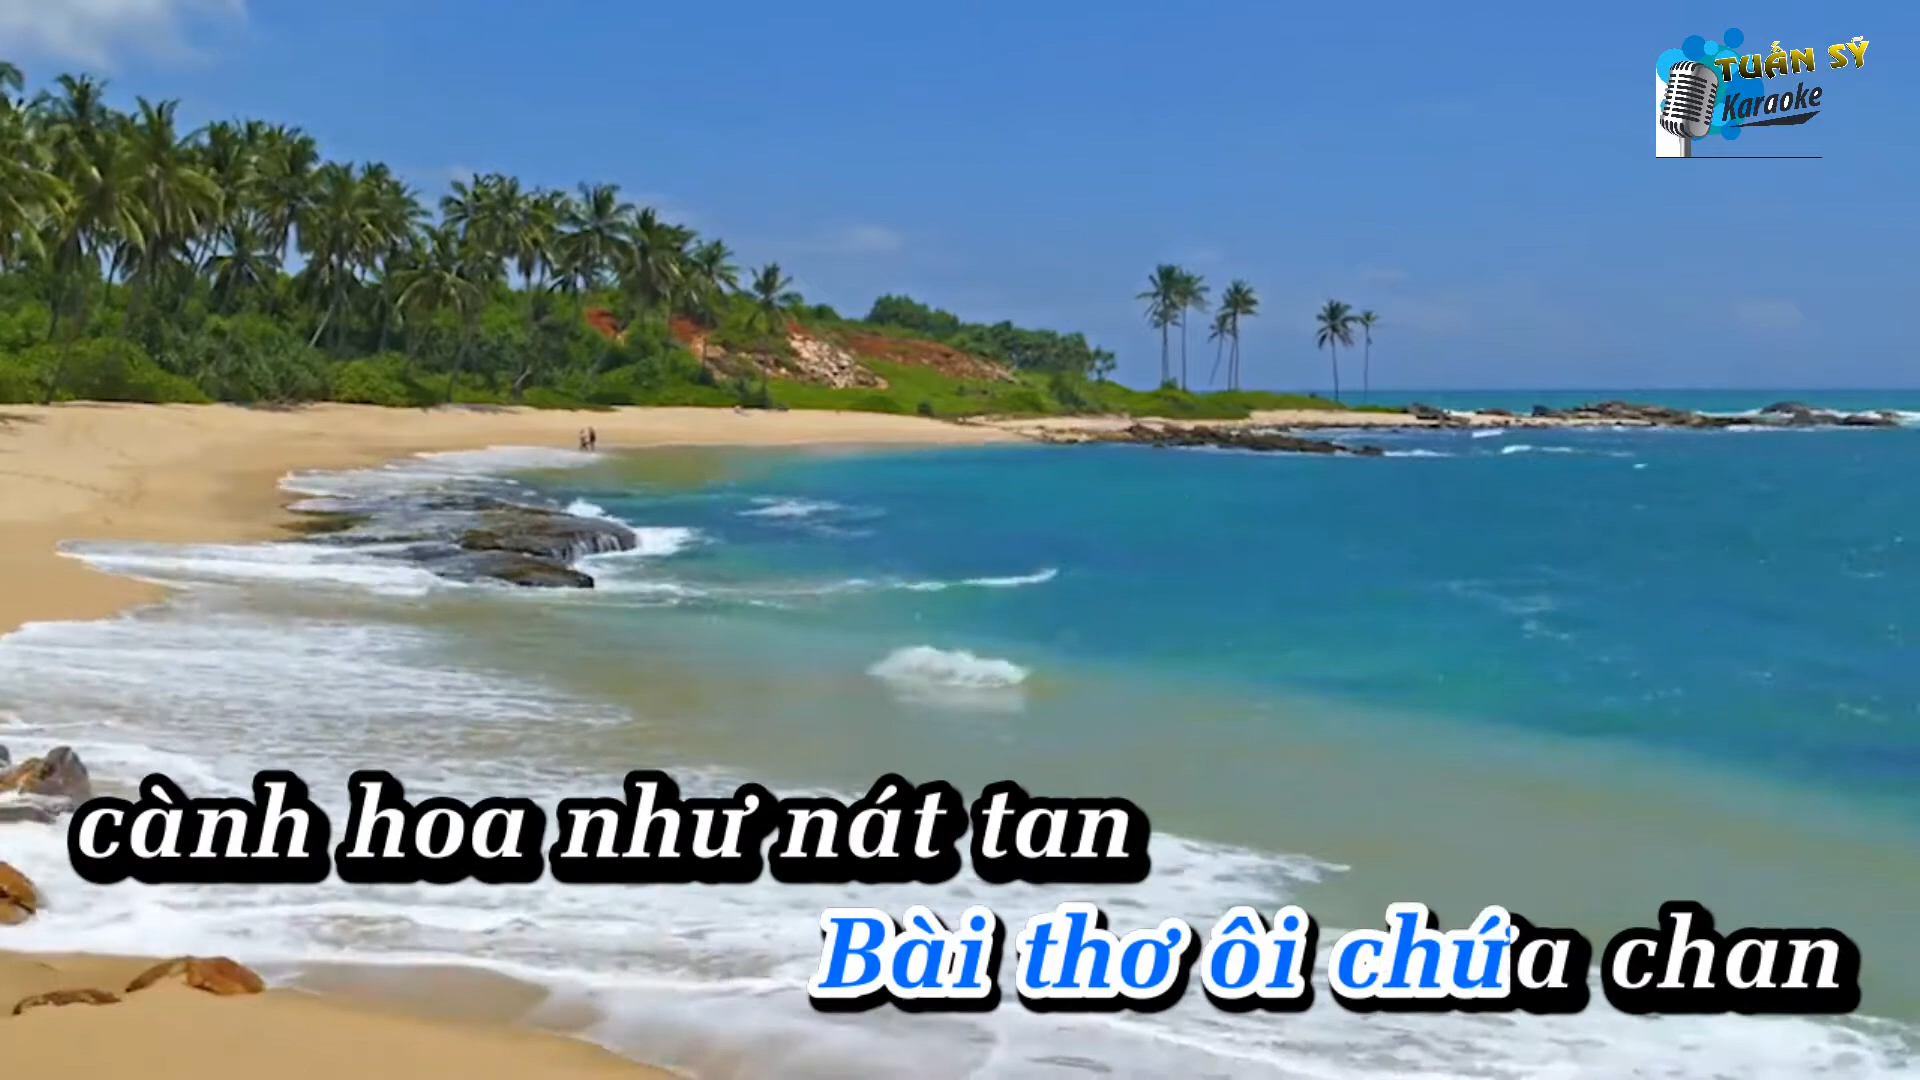 TUẤN SỸ
Karaoke
cành hoa như nát tan
Bài thơ ôi chứa chan